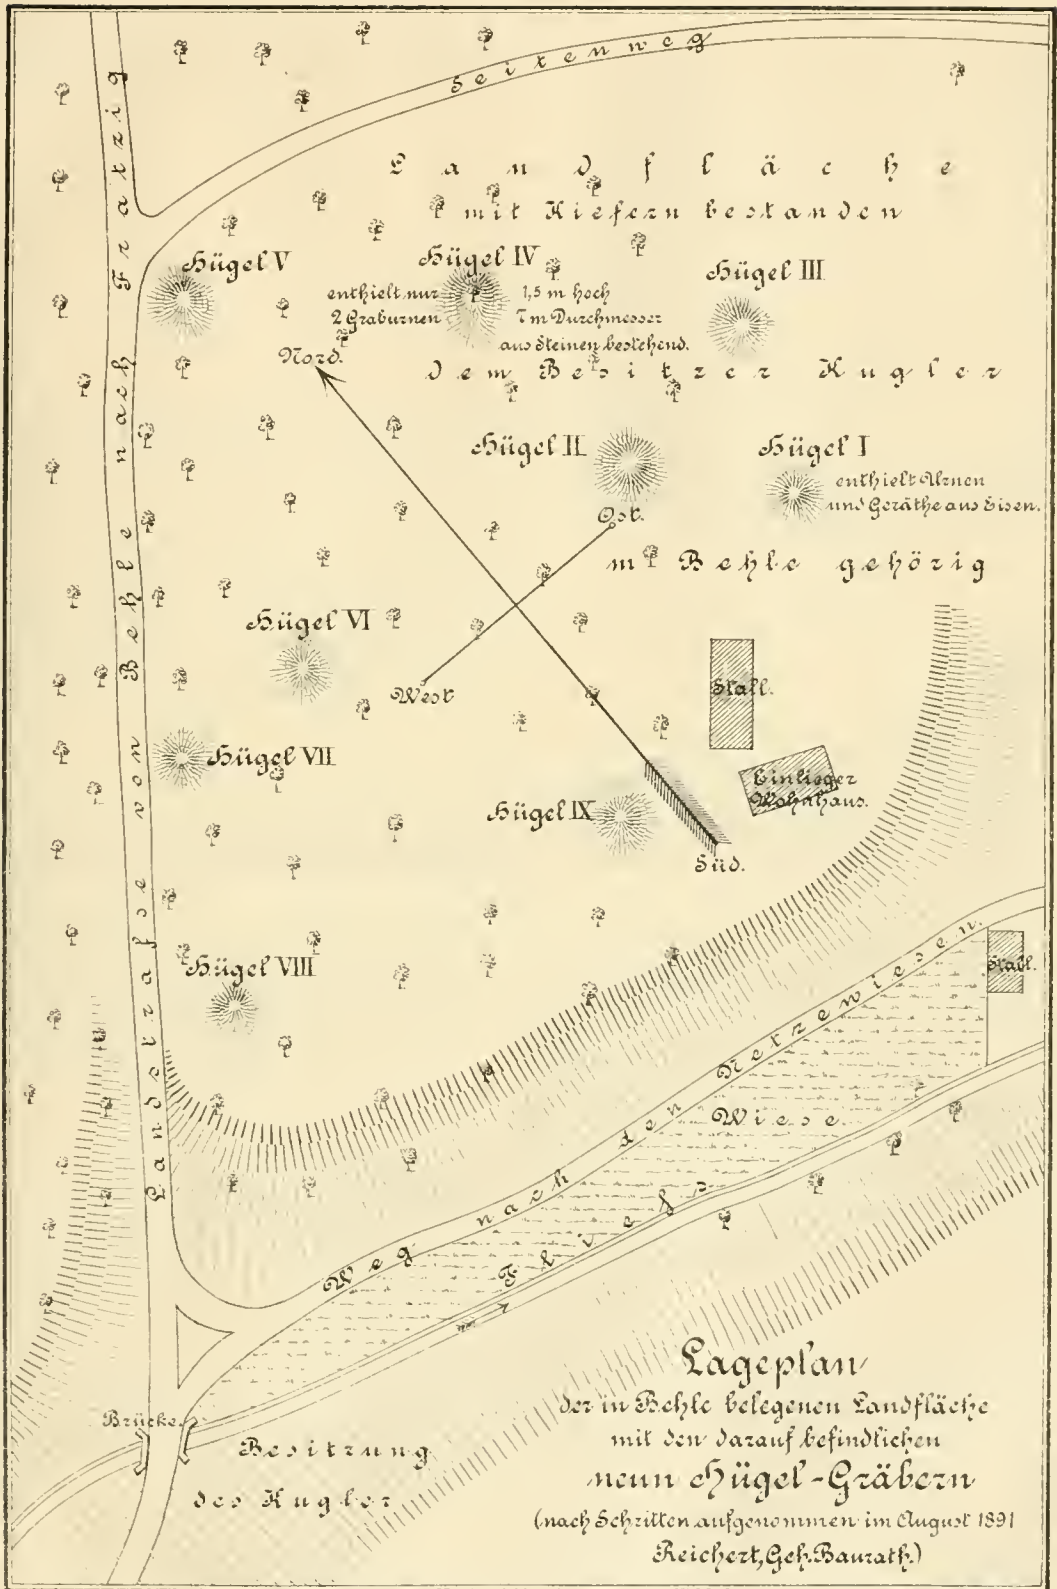 Seitenweg
Landfläche
mit Kiefern bestanden
Hügel V
Hügel IV
Hügel III
enthielt nur
2 Graburnen
1,5 m hoch
7 m Durchmesser
aus Steinen bestehend.
Nord.
dem Besitzer Kugler
Hügel II
Hügel I
enthielt Urnen
und Geräthe aus Eisen.
Ost.
in Behle gehörig
Hügel VI
West
Stall.
Hügel VII
Einlieger
Wohnhaus.
Hügel IX
Süd.
Hügel VIII
Stall.
Landstrasse von Behle nach Fratzig
Weg nach den Netzewiesen.
Wiese.
Fliess
Brücke.
Besitzung
des Kugler
Lageplan
der in Behle belegenen Landfläche
mit den darauf befindlichen
neun Hügel-Gräbern
(nach Schritten aufgenommen im August 1891
Reichert, Geh. Baurath.)